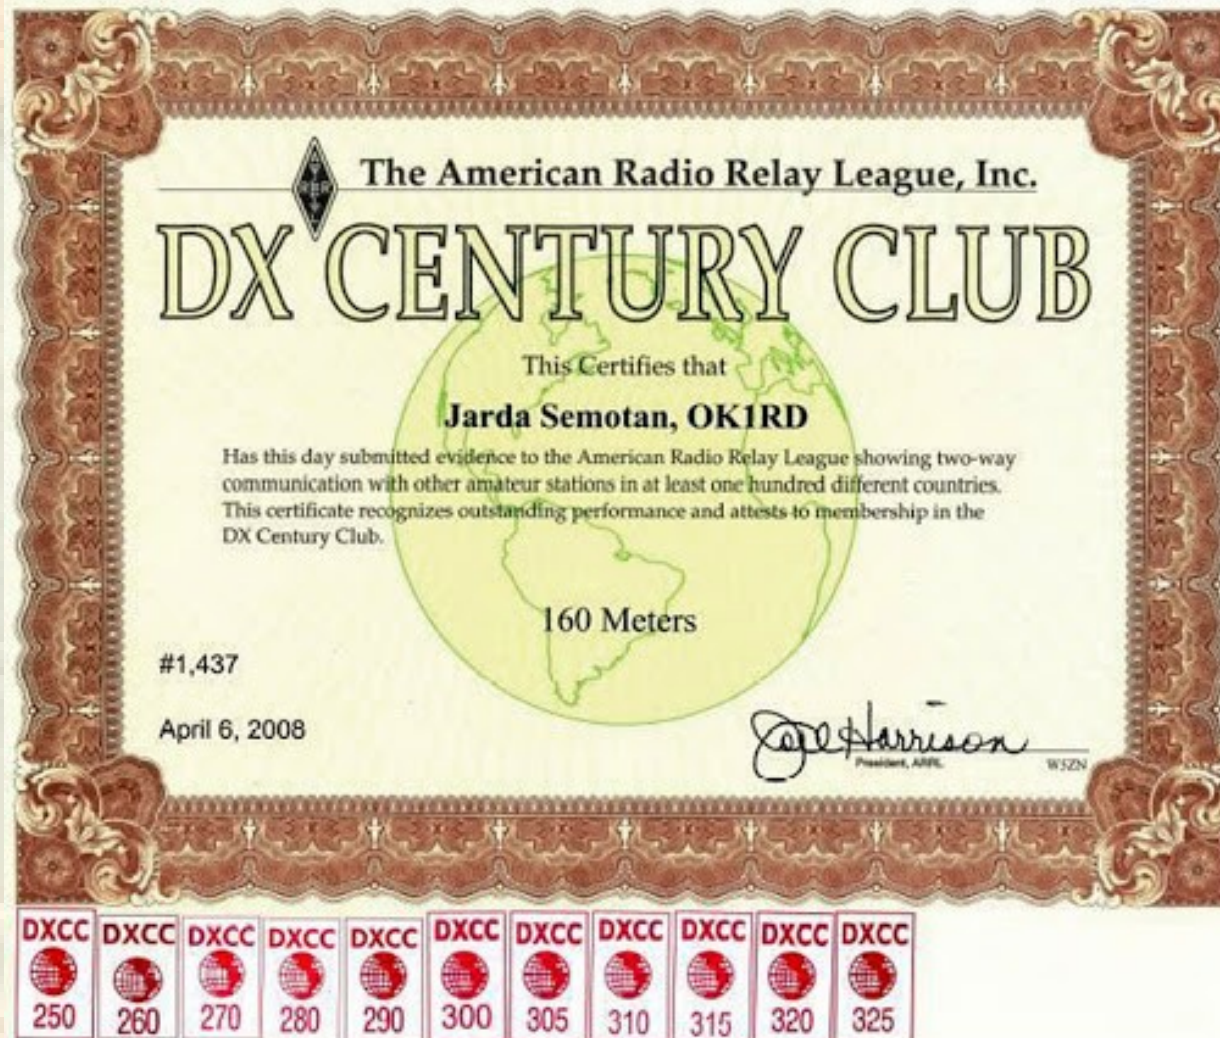 The American Radio Relay League, Inc.
DX CENTURY CLUB
This Certifies that
Jarda Semotan, OK1RD
Has this day submitted evidence to the American Radio Relay League showing two-way
communication with other amateur stations in at least one hundred different countries.
This certificate recognizes outstanding performance and attests to membership in the
DX Century Club.
160 Meters
#1,437
April 6, 2008
Joel Harrison
President, ARRL
W5ZN
DXCC DXCC DXCC DXCC DXCC DXCC DXCC DXCC DXCC DXCC DXCC
250 260 270 280 290 300 305 310 315 320 325